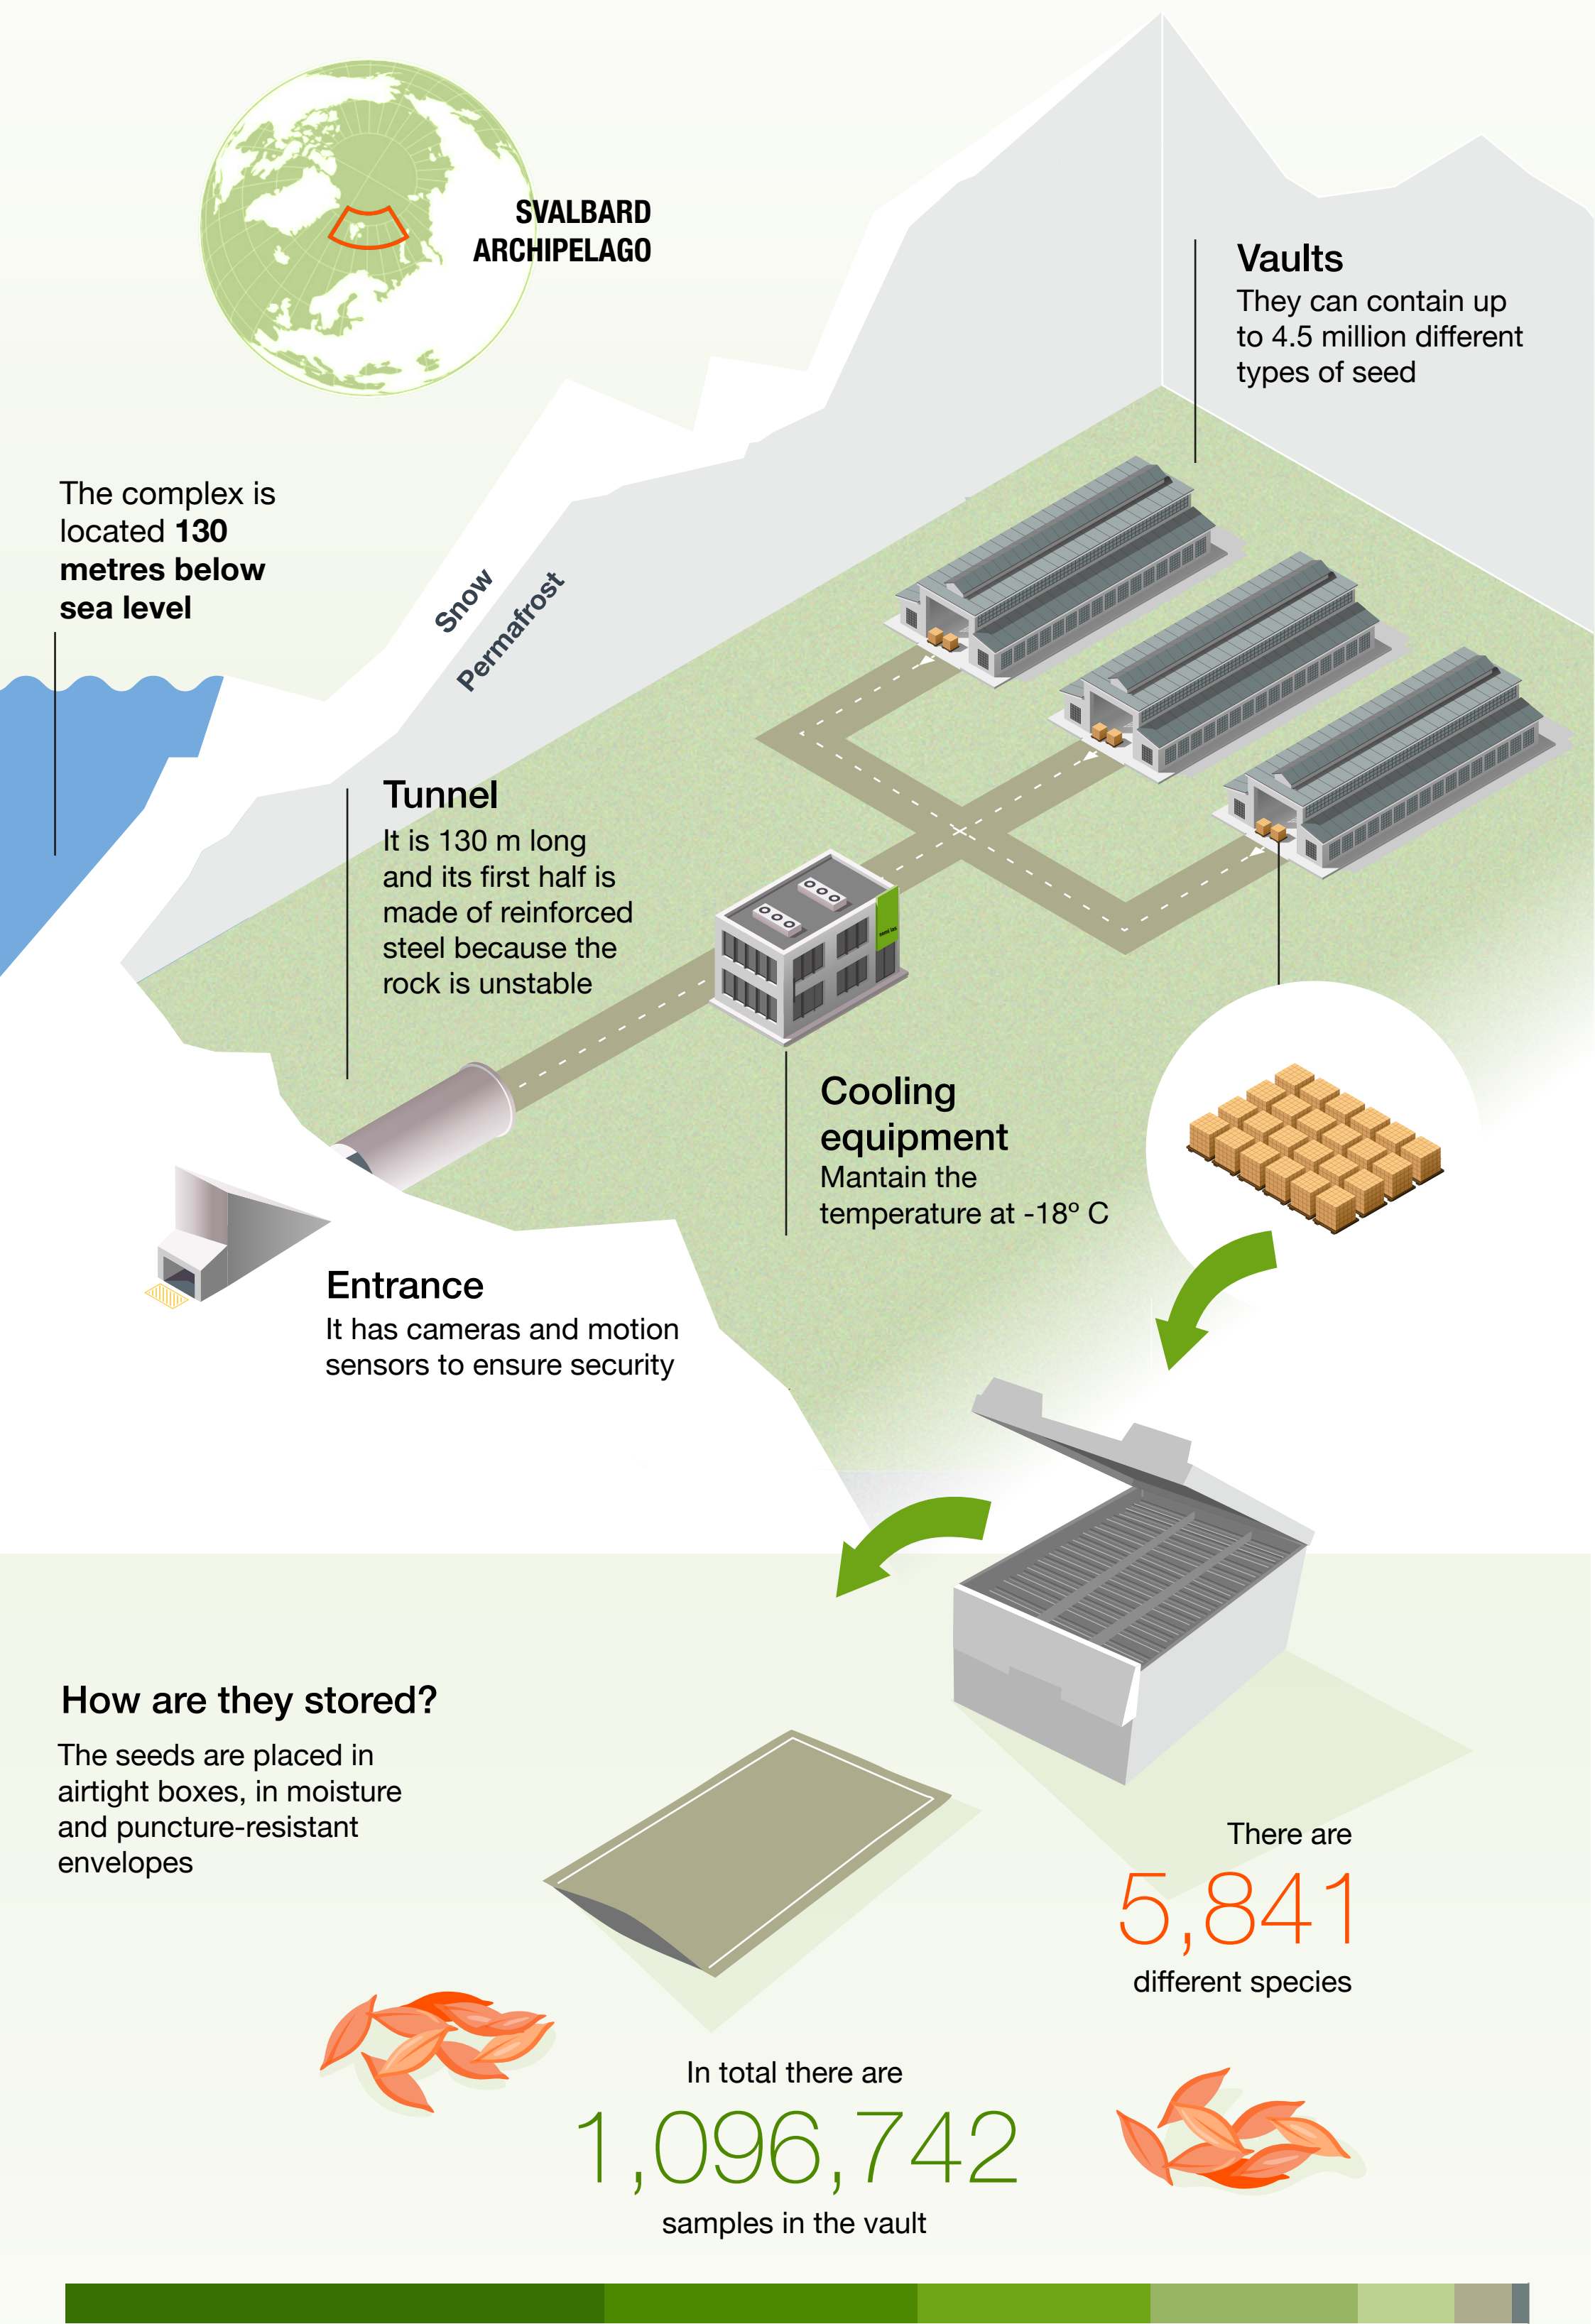 SVALBARD
ARCHIPELAGO
Vaults
They can contain up
to 4.5 million different
types of seed
The complex is
located 130
metres below
sea level
Snow
Permafrost
Tunnel
It is 130 m long
and its first half is
made of reinforced
steel because the
rock is unstable
Cooling
equipment
Mantain the
temperature at -18º C
Entrance
It has cameras and motion
sensors to ensure security
How are they stored?
The seeds are placed in
airtight boxes, in moisture
and puncture-resistant
envelopes
There are
5,841
different species
In total there are
1,096,742
samples in the vault